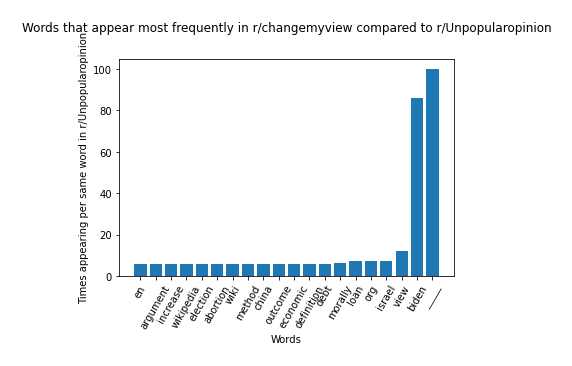 Words that appear most frequently in r/changemyview compared to r/Unpopularopinion
Times appearing per same word in r/Unpopularopinion
100
80
60
40
20
0
en
argument
increase
wikipedia
election
abortion
wiki
method
china
outcome
economic
definition
debt
morally
loan
org
israel
view
biden
_____
Words